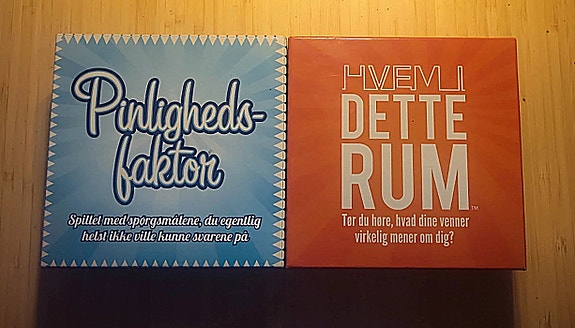 Pinligheds-
faktor
Spillet med spørgsmålene, du egentlig
helst ikke ville kunne svarene på
HVEM I
DETTE
RUM™
Tør du høre, hvad dine venner
virkelig mener om dig?